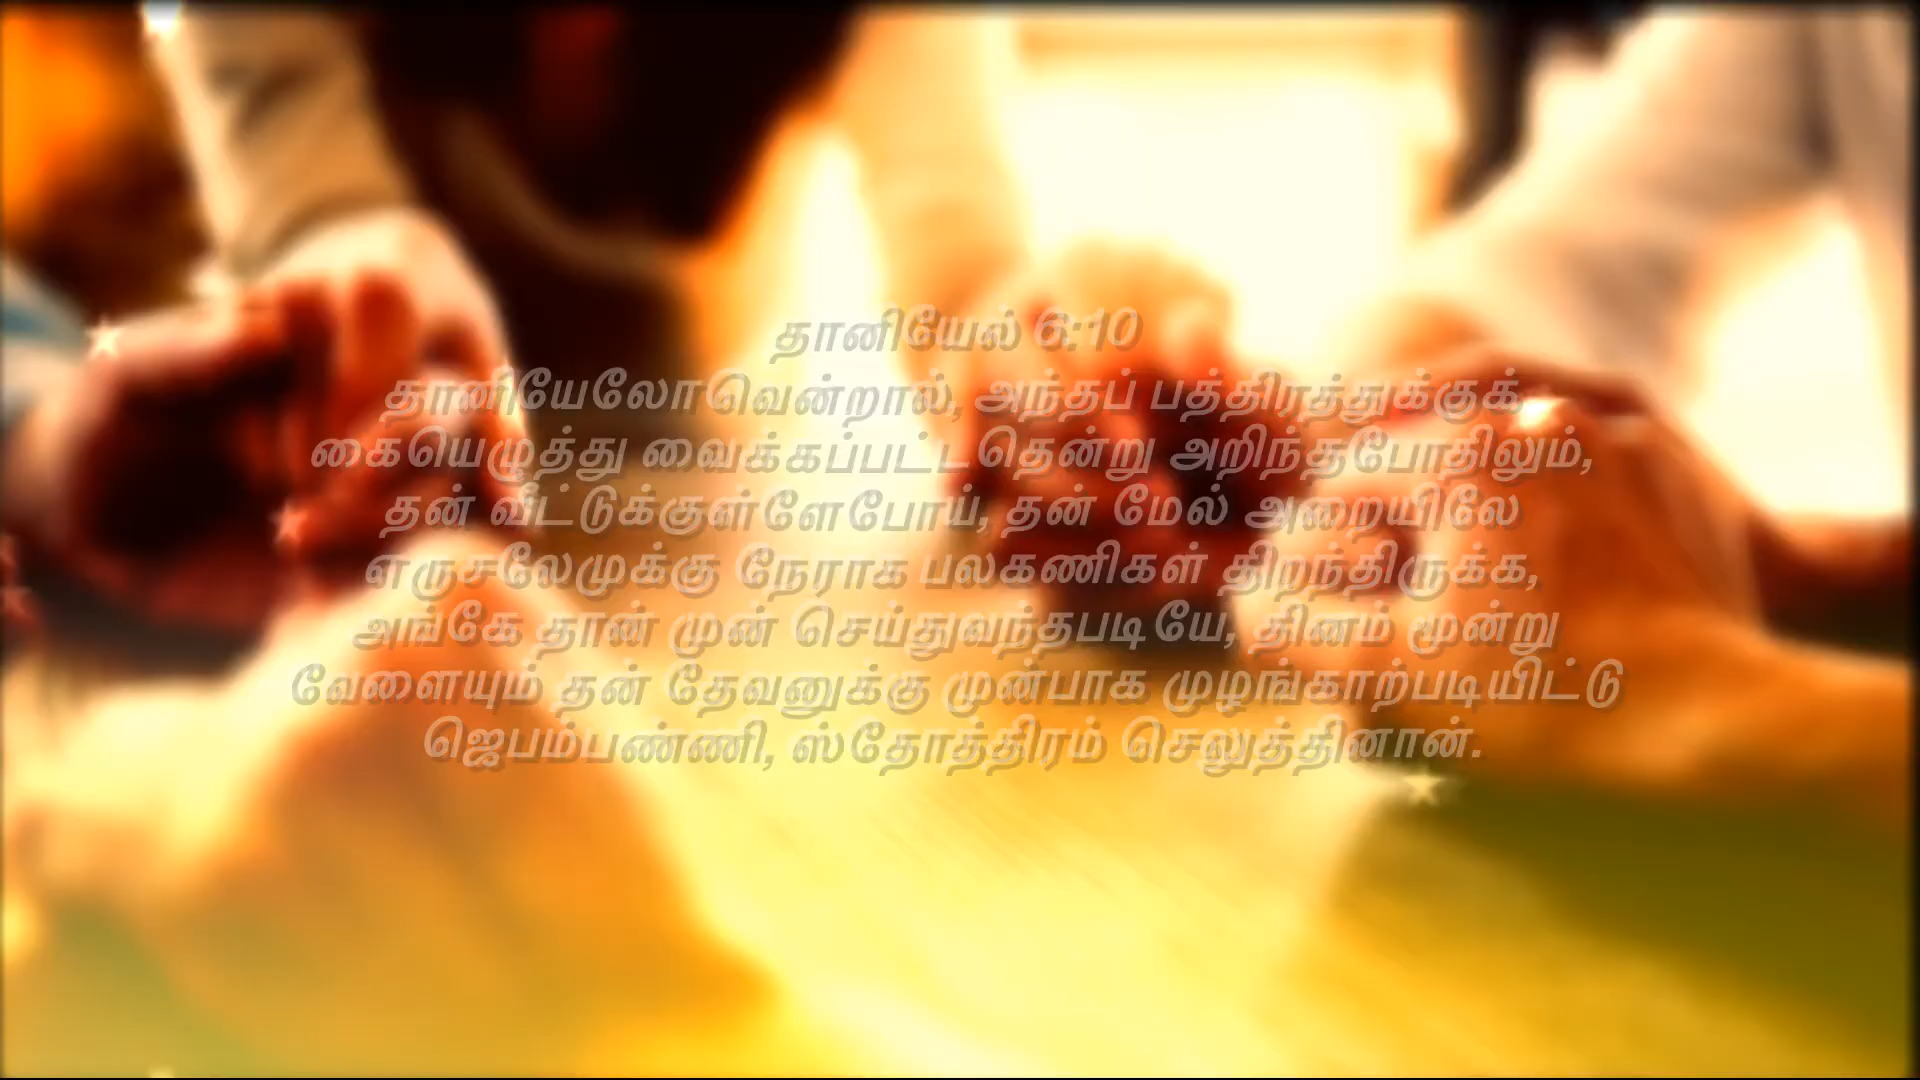 தானியேல் 6:10
தானியேலோவென்றால், அந்தப் பத்திரத்துக்குக்
கையெழுத்து வைக்கப்பட்டதென்று அறிந்தபோதிலும்,
தன் வீட்டுக்குள்ளேபோய், தன் மேல் அறையிலே
எருசலேமுக்கு நேராக பலகணிகள் திறந்திருக்க,
அங்கே தான் முன் செய்துவந்தபடியே, தினம் மூன்று
வேளையும் தன் தேவனுக்கு முன்பாக முழங்காற்படியிட்டு
ஜெபம்பண்ணி, ஸ்தோத்திரம் செலுத்தினான்.